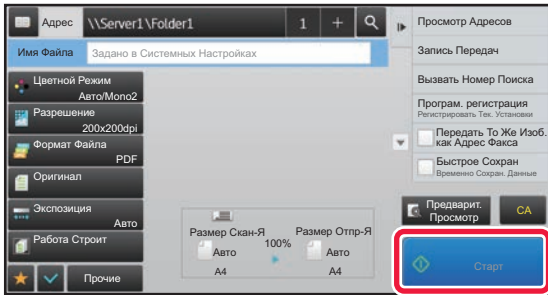 Адрес \\Server1\Folder1 1 +
Имя Файла Задано в Системных Настройках
Цветной Режим
Авто/Mono2
Разрешение
200x200dpi
Формат Файла
PDF
Оригинал
Экспозиция
Авто
Работа Строит
Прочие
Размер Скан-Я
Авто
A4
100%
Размер Отпр-Я
Авто
A4
Просмотр Адресов
Запись Передач
Вызвать Номер Поиска
Програм. регистрация
Регистрировать Тек. Установки
Передать То Же Изоб.
как Адрес Факса
Быстрое Сохран
Временно Сохран. Данные
Предварит.
Просмотр
CA
Старт